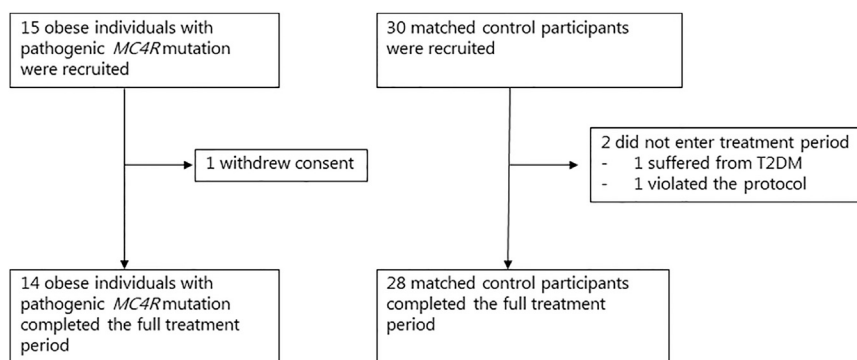 15 obese individuals with
pathogenic MC4R mutation
were recruited
30 matched control participants
were recruited
1 withdrew consent
2 did not enter treatment period
- 1 suffered from T2DM
- 1 violated the protocol
14 obese individuals with
pathogenic MC4R mutation
completed the full treatment
period
28 matched control participants
completed the full treatment
period